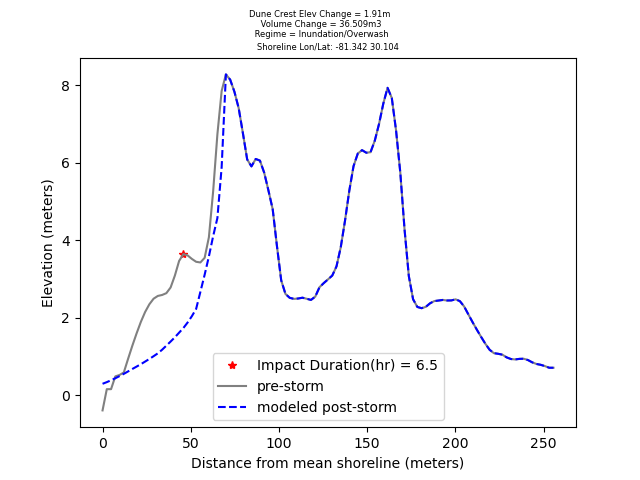 Dune Crest Elev Change = 1.91m
Volume Change = 36.509m3
Regime = Inundation/Overwash
Shoreline Lon/Lat: -81.342 30.104
Elevation (meters)
8
6
4
2
0
Impact Duration(hr) = 6.5
pre-storm
modeled post-storm
0 50 100 150 200 250
Distance from mean shoreline (meters)